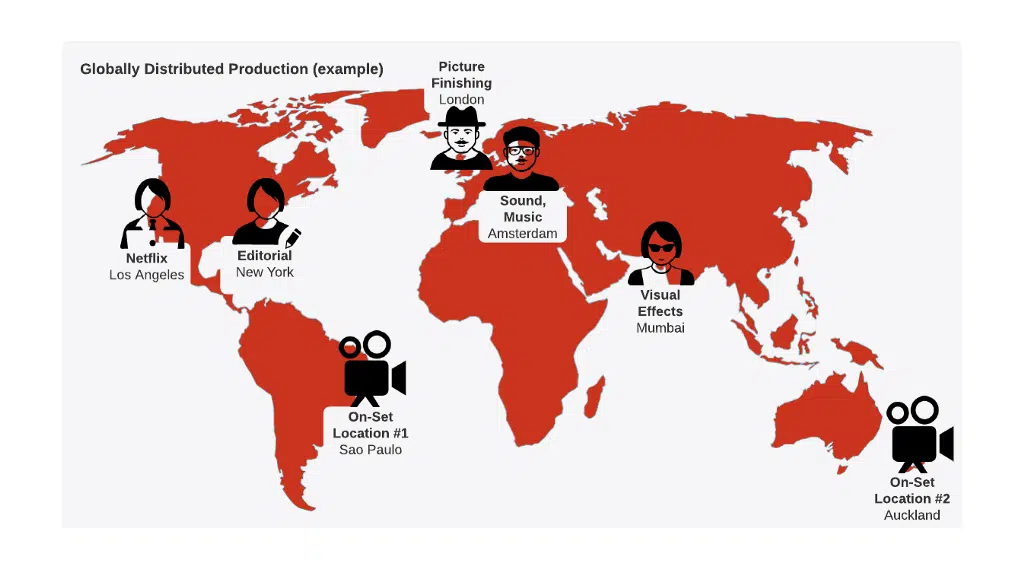 Globally Distributed Production (example)
Picture
Finishing
London
Sound,
Music
Amsterdam
Netflix
Los Angeles
Editorial
New York
Visual
Effects
Mumbai
On-Set
Location #1
Sao Paulo
On-Set
Location #2
Auckland